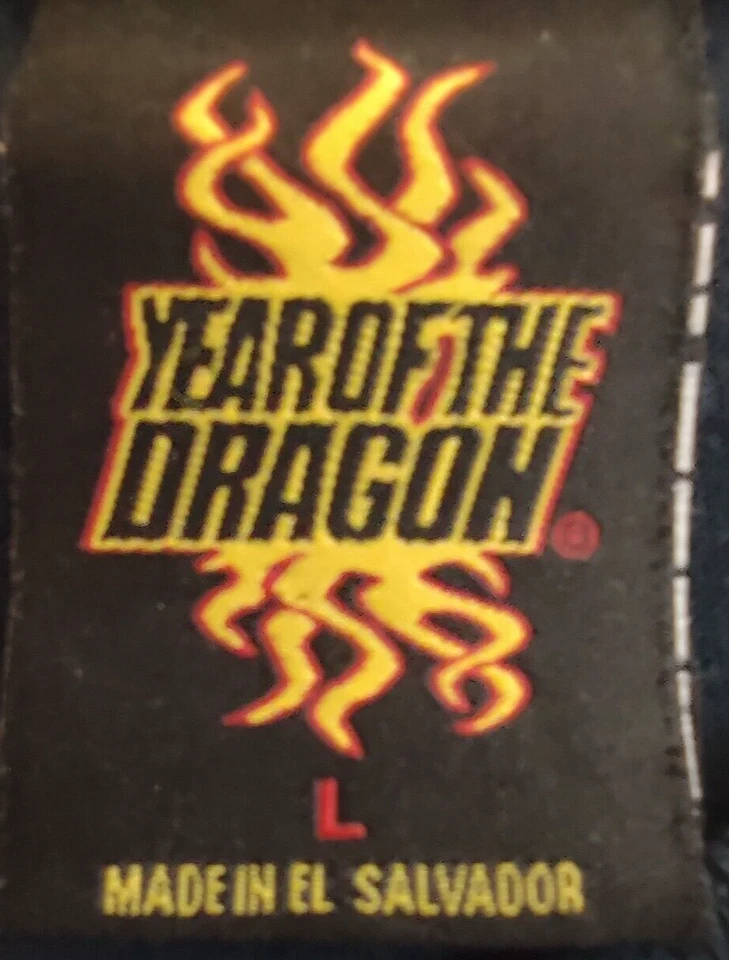 YEAR OF THE
DRAGON®
L
MADE IN EL SALVADOR